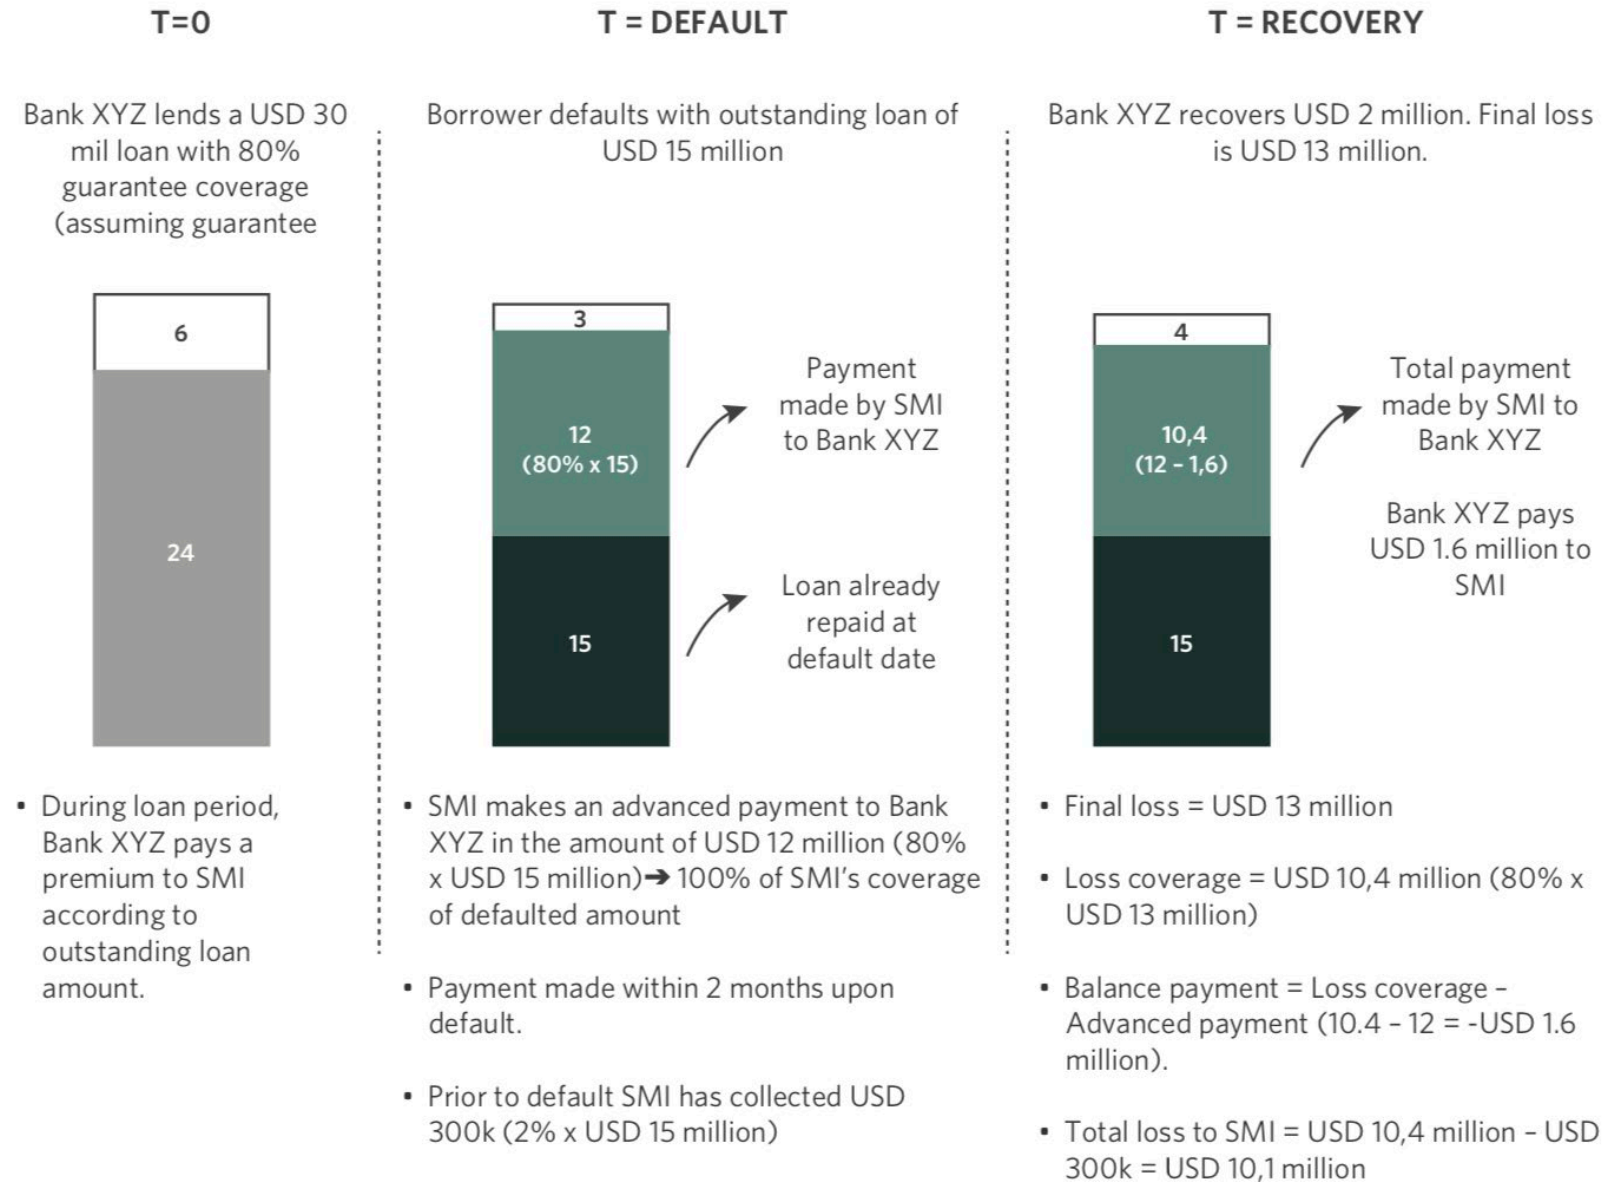 T=0
Bank XYZ lends a USD 30
mil loan with 80%
guarantee coverage
(assuming guarantee
6
24
• During loan period,
Bank XYZ pays a
premium to SMI
according to
outstanding loan
amount.
T = DEFAULT
Borrower defaults with outstanding loan of
USD 15 million
3
12
(80% x 15)
15
Payment
made by SMI
to Bank XYZ
Loan already
repaid at
default date
• SMI makes an advanced payment to Bank
XYZ in the amount of USD 12 million (80%
x USD 15 million)➔ 100% of SMI’s coverage
of defaulted amount
• Payment made within 2 months upon
default.
• Prior to default SMI has collected USD
300k (2% x USD 15 million)
T = RECOVERY
Bank XYZ recovers USD 2 million. Final loss
is USD 13 million.
4
10,4
(12 – 1,6)
15
Total payment
made by SMI to
Bank XYZ
Bank XYZ pays
USD 1.6 million to
SMI
• Final loss = USD 13 million
• Loss coverage = USD 10,4 million (80% x
USD 13 million)
• Balance payment = Loss coverage –
Advanced payment (10.4 – 12 = -USD 1.6
million).
• Total loss to SMI = USD 10,4 million – USD
300k = USD 10,1 million